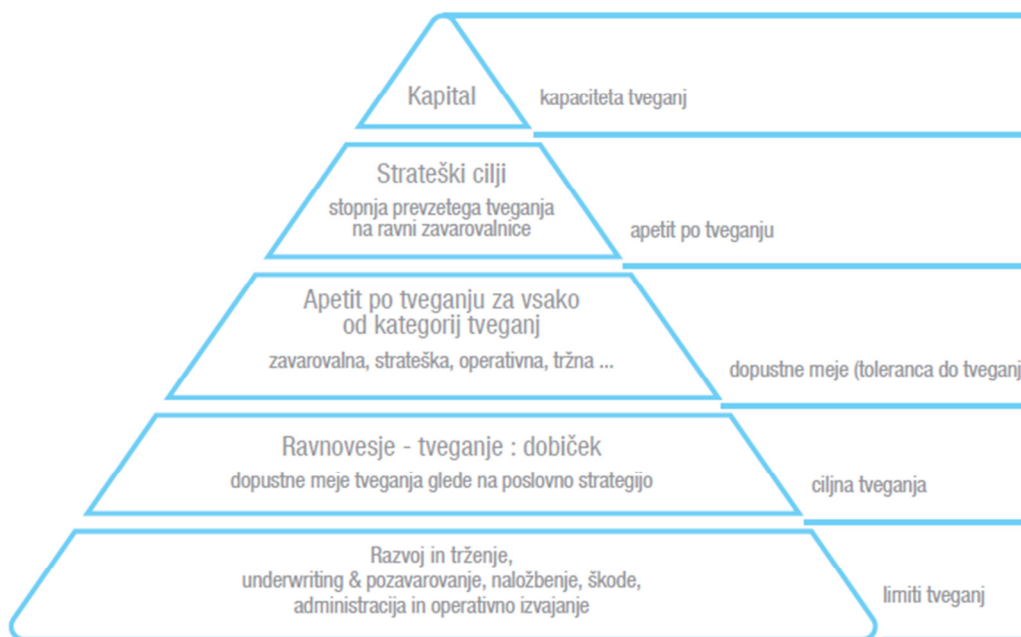 Kapital
kapaciteta tveganj
Strateški cilji
stopnja prevzetega tveganja
na ravni zavarovalnice
apetit po tveganju
Apetit po tveganju za vsako
od kategorij tveganj
zavarovalna, strateška, operativna, tržna ...
dopustne meje (toleranca do tveganj
Ravnovesje - tveganje : dobiček
dopustne meje tveganja glede na poslovno strategijo
ciljna tveganja
Razvoj in trženje,
underwriting & pozavarovanje, naložbenje, škode,
administracija in operativno izvajanje
limiti tveganj